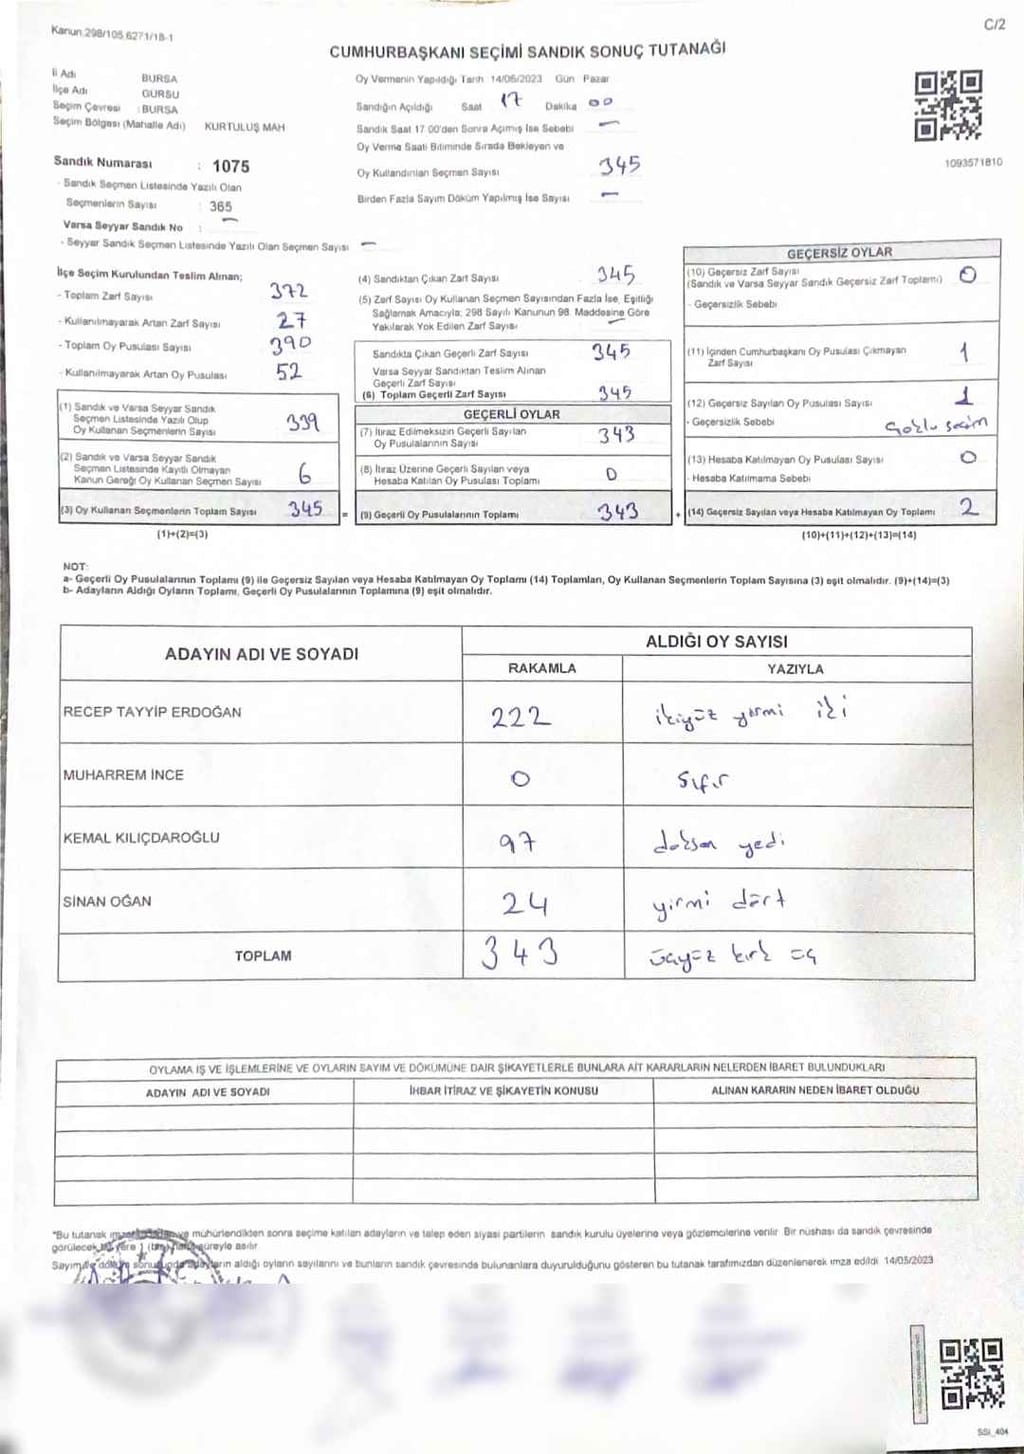 Kanun 298/105 6271/18-1
C/2
CUMHURBAŞKANI SEÇİMİ SANDIK SONUÇ TUTANAĞI
İl Adı BURSA
İlçe Adı GURSU
Seçim Çevresi : BURSA
Seçim Bölgesi (Mahalle Adı) KURTULUŞ MAH
Sandık Numarası : 1075
- Sandık Seçmen Listesinde Yazılı Olan
Seçmenlerin Sayısı : 365
Varsa Seyyar Sandık No : –
- Seyyar Sandık Seçmen Listesinde Yazılı Olan Seçmen Sayısı –
Oy Vermenin Yapıldığı Tarih 14/05/2023 Gün Pazar
Sandığın Açıldığı Saat 17 Dakika 00
Sandık Saat 17 00'den Sonra Açımış İse Sebebi –
Oy Verme Saati Bitiminde Sırada Bekleyen ve
Oy Kullandırılan Seçmen Sayısı 345
Birden Fazla Sayım Döküm Yapılmış İse Sayısı –
1093571810
İlçe Seçim Kurulundan Teslim Alınan;
- Toplam Zarf Sayısı 372
- Kullanılmayarak Artan Zarf Sayısı 27
- Toplam Oy Pusulası Sayısı 390
- Kullanılmayarak Artan Oy Pusulası 52
(1) Sandık ve Varsa Seyyar Sandık
Seçmen Listesinde Yazılı Olup
Oy Kullanan Seçmenlerin Sayısı 339
(2) Sandık ve Varsa Seyyar Sandık
Seçmen Listesinde Kayıtlı Olmayan
Kanun Gereği Oy Kullanan Seçmen Sayısı 6
(3) Oy Kullanan Seçmenlerin Toplam Sayısı 345 =
(1)+(2)=(3)
(4) Sandıktan Çıkan Zarf Sayısı 345
(5) Zarf Sayısı Oy Kullanan Seçmen Sayısından Fazla İse, Eşitliği
Sağlamak Amacıyla; 298 Sayılı Kanunun 98. Maddesine Göre
Yakılarak Yok Edilen Zarf Sayısı –
Sandıkta Çıkan Geçerli Zarf Sayısı 345
Varsa Seyyar Sandıktan Teslim Alınan
Geçerli Zarf Sayısı
(6) Toplam Geçerli Zarf Sayısı 345
GEÇERLİ OYLAR
(7) İtiraz Edilmeksizin Geçerli Sayılan
Oy Pusulalarının Sayısı 343
(8) İtiraz Üzerine Geçerli Sayılan veya
Hesaba Katılan Oy Pusulası Toplamı 0
(9) Geçerli Oy Pusulalarının Toplamı 343 +
GEÇERSİZ OYLAR
(10) Geçersiz Zarf Sayısı
(Sandık ve Varsa Seyyar Sandık Geçersiz Zarf Toplamı) 0
- Geçersizlik Sebebi
(11) İçinden Cumhurbaşkanı Oy Pusulası Çıkmayan
Zarf Sayısı 1
(12) Geçersiz Sayılan Oy Pusulası Sayısı 1
- Geçersizlik Sebebi Çoklu seçim
(13) Hesaba Katılmayan Oy Pusulası Sayısı 0
- Hesaba Katılmama Sebebi
(14) Geçersiz Sayılan veya Hesaba Katılmayan Oy Toplamı 2
(10)+(11)+(12)+(13)=(14)
NOT:
a- Geçerli Oy Pusulalarının Toplamı (9) ile Geçersiz Sayılan veya Hesaba Katılmayan Oy Toplamı (14) Toplamları, Oy Kullanan Seçmenlerin Toplam Sayısına (3) eşit olmalıdır. (9)+(14)=(3)
b- Adayların Aldığı Oyların Toplamı, Geçerli Oy Pusulalarının Toplamına (9) eşit olmalıdır.
ADAYIN ADI VE SOYADI
ALDIĞI OY SAYISI
RAKAMLA YAZIYLA
RECEP TAYYİP ERDOĞAN 222 ikiyüz yirmi iki
MUHARREM İNCE 0 Sıfır
KEMAL KILIÇDAROĞLU 97 doksan yedi
SİNAN OĞAN 24 yirmi dört
TOPLAM 343 üçyüz kırk üç
OYLAMA İŞ VE İŞLEMLERİNE VE OYLARIN SAYIM VE DÖKÜMÜNE DAİR ŞİKAYETLERLE BUNLARA AİT KARARLARIN NELERDEN İBARET BULUNDUKLARI
ADAYIN ADI VE SOYADI İHBAR İTİRAZ VE ŞİKAYETİN KONUSU ALINAN KARARIN NEDEN İBARET OLDUĞU
*Bu tutanak ve mühürlendikten sonra seçime katılan adayların ve talep eden siyasi partilerin sandık kurulu üyelerine veya gözlemcilerine verilir. Bir nüshası da sandık çevresinde
görülecek bir yere 1 süreyle asılır.
Sayım ve döküm sonucunda adayların aldığı oyların sayılarını ve bunların sandık çevresinde bulunanlara duyurulduğunu gösteren bu tutanak tarafımızdan düzenlenerek imza edildi 14/05/2023
SSI_404